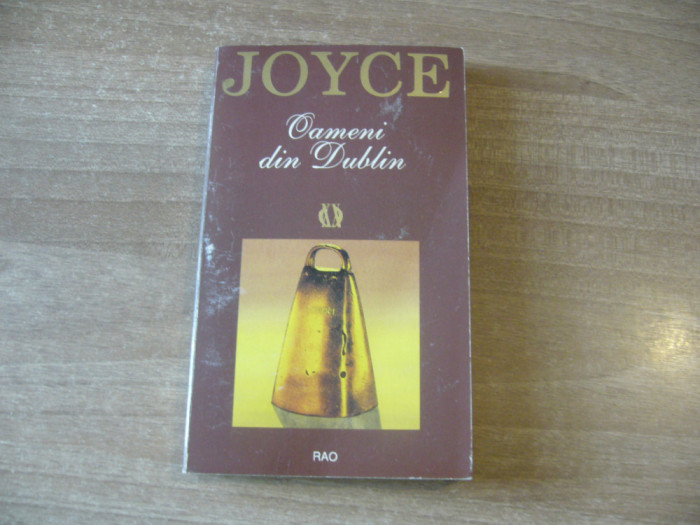 JOYCE
Oameni
din Dublin
RAO